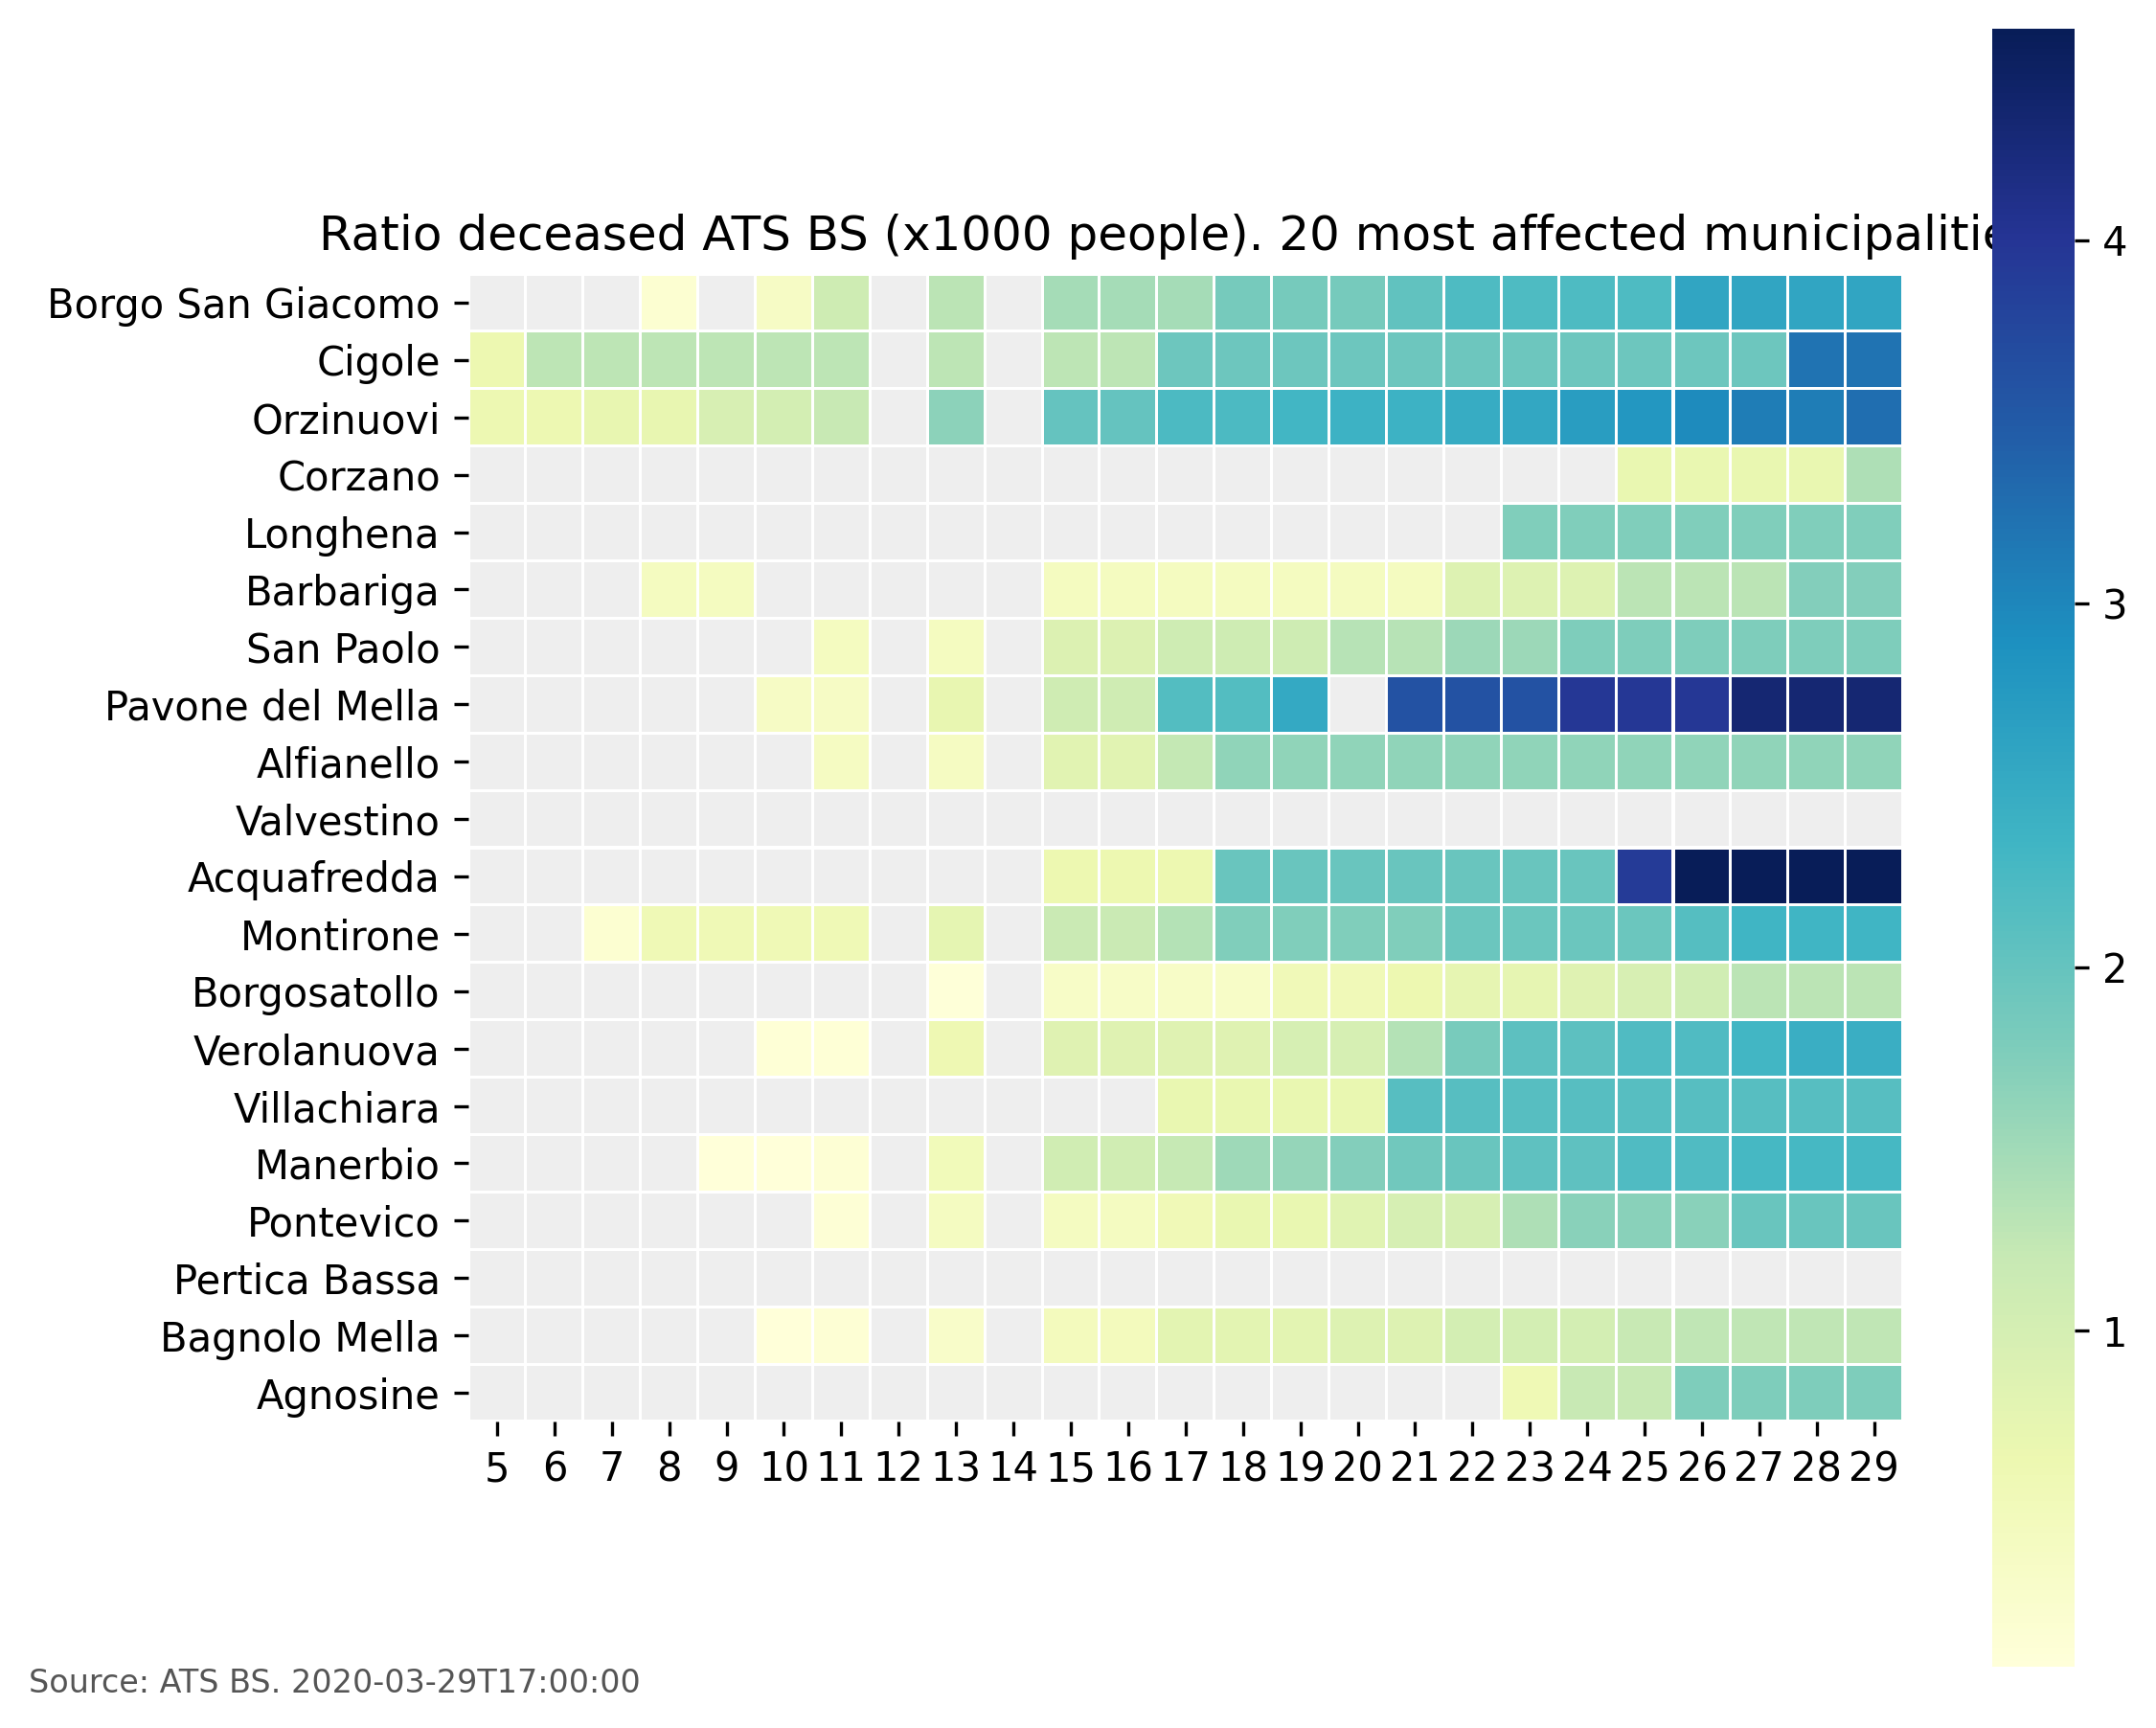 Ratio deceased ATS BS (x1000 people). 20 most affected municipalitie
4
3
2
1
Borgo San Giacomo
Cigole
Orzinuovi
Corzano
Longhena
Barbariga
San Paolo
Pavone del Mella
Alfianello
Valvestino
Acquafredda
Montirone
Borgosatollo
Verolanuova
Villachiara
Manerbio
Pontevico
Pertica Bassa
Bagnolo Mella
Agnosine
5 6 7 8 9 10 11 12 13 14 15 16 17 18 19 20 21 22 23 24 25 26 27 28 29
Source: ATS BS. 2020-03-29T17:00:00